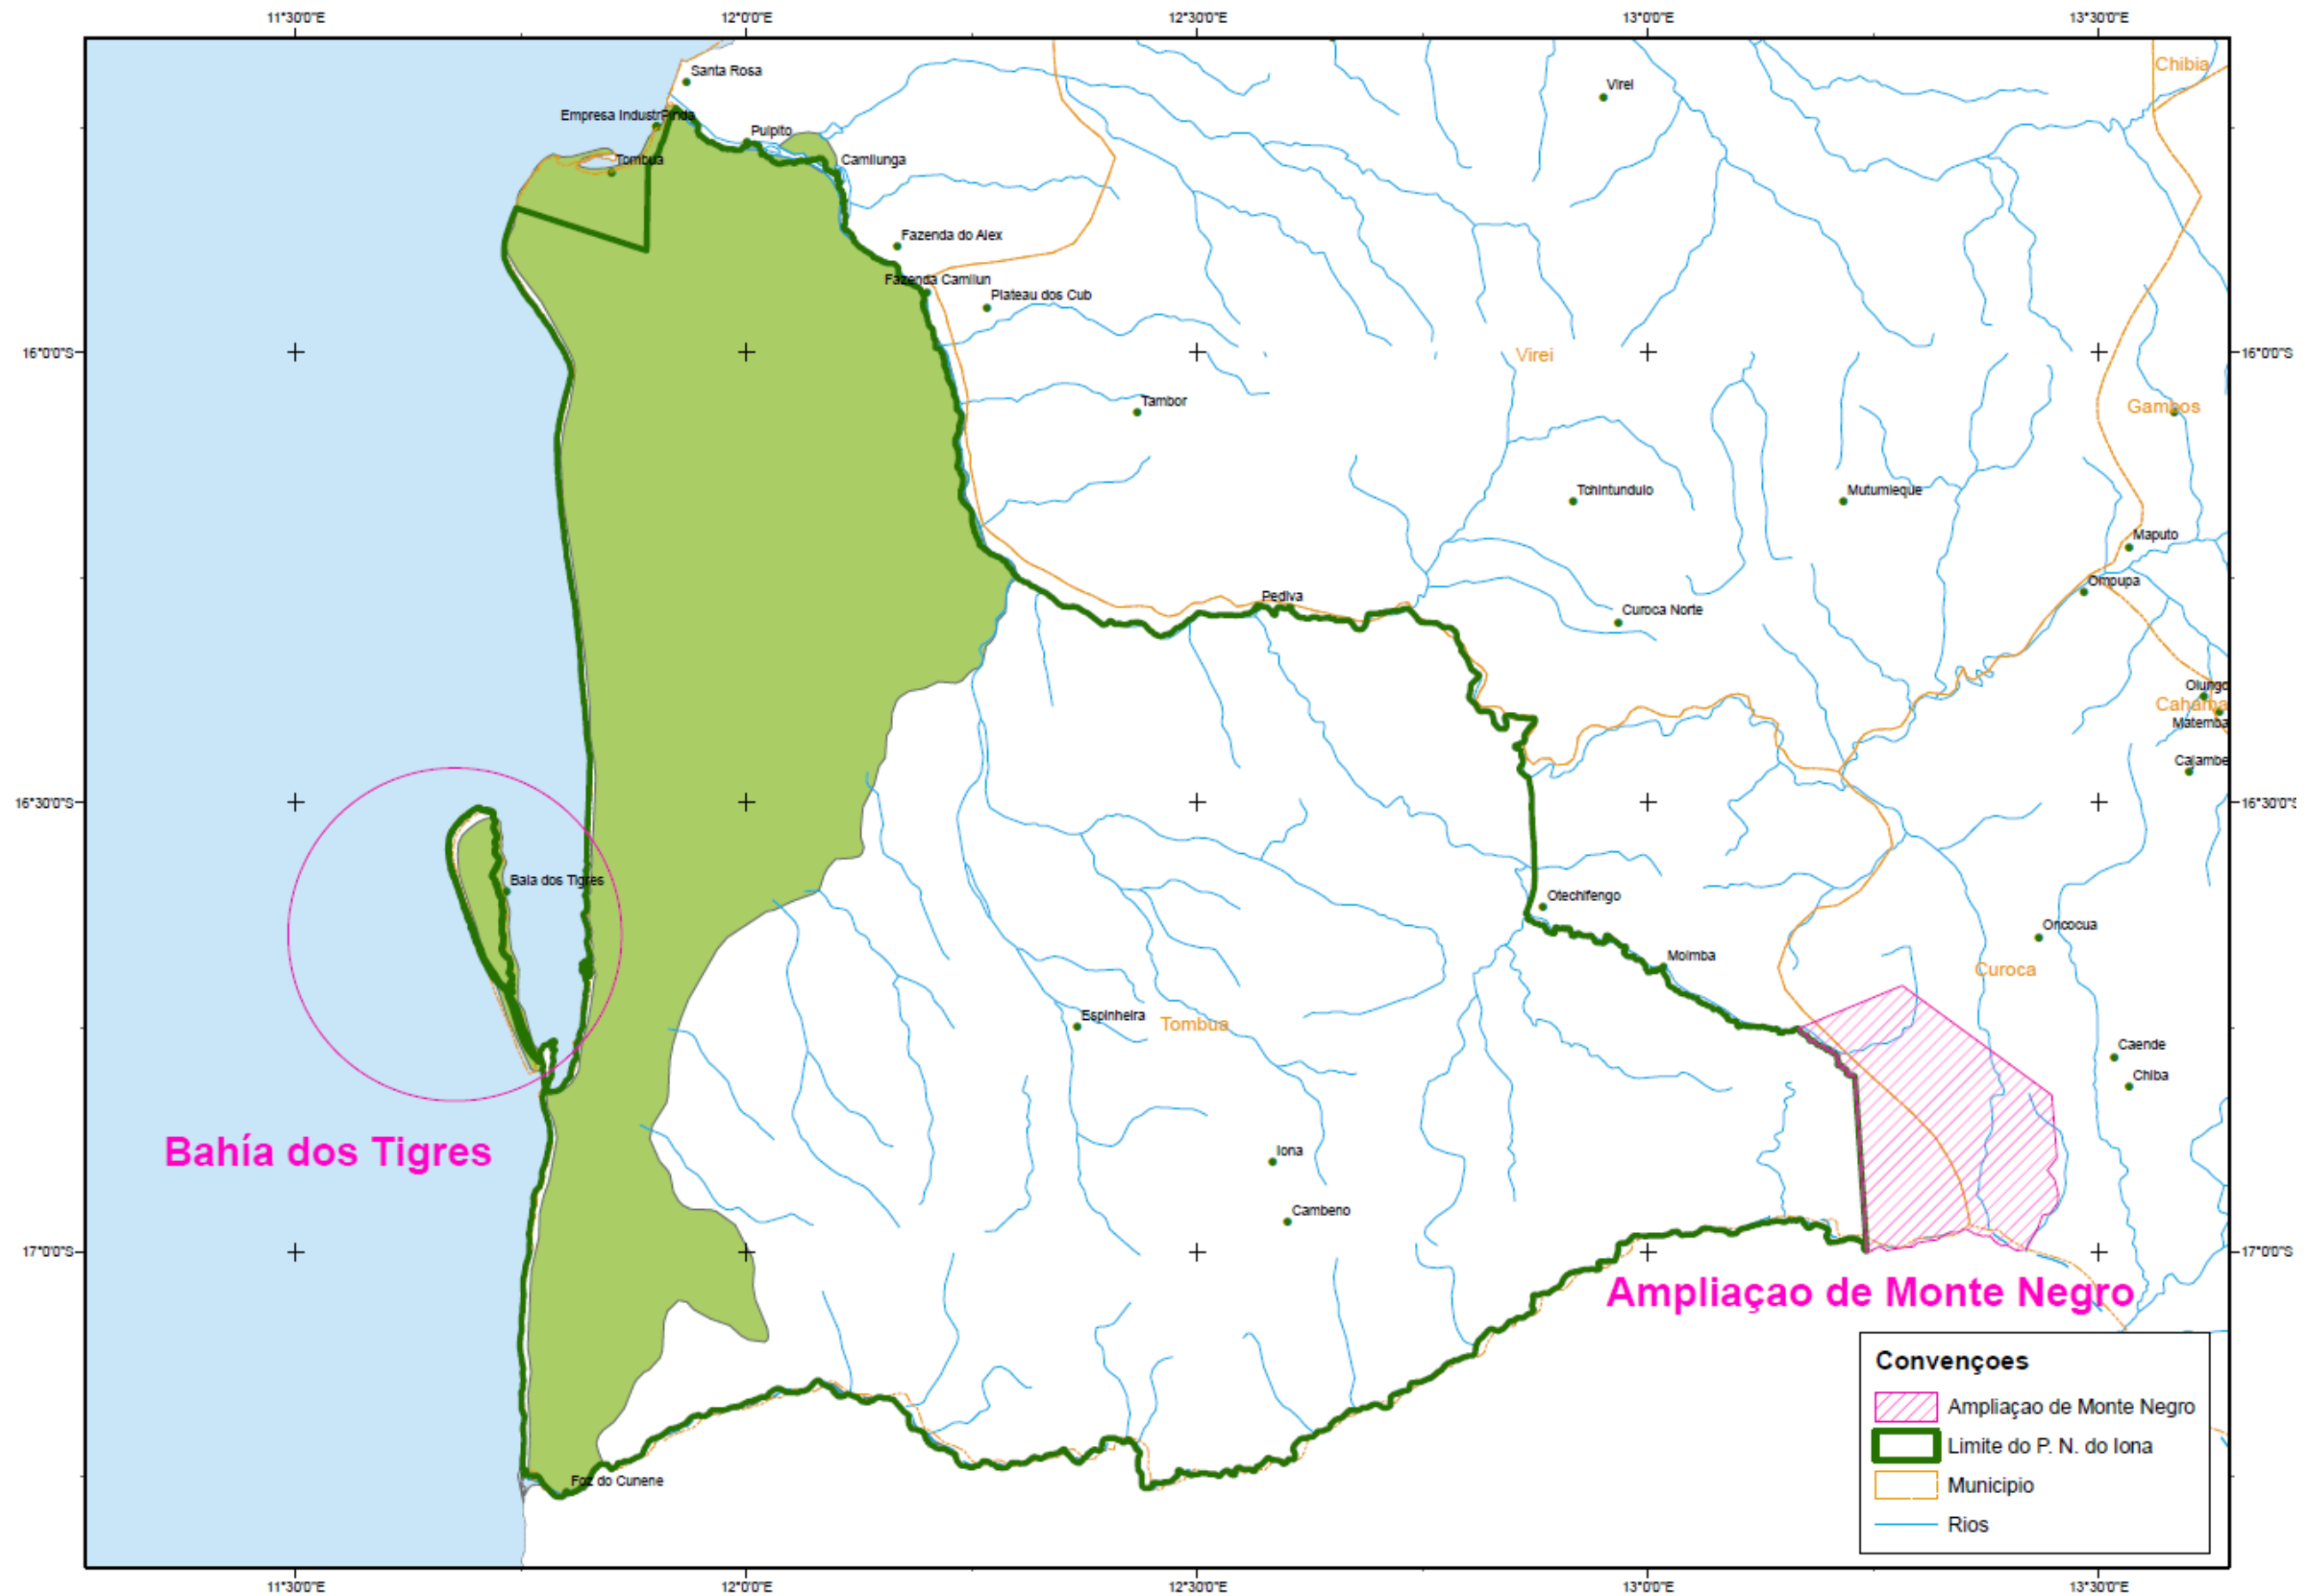 11°30'0"E
12°0'0"E
12°30'0"E
13°0'0"E
13°30'0"E
Chibia
Santa Rosa
Virei
Empresa Industr
Pinda
Pulpito
Tombua
Camilunga
Fazenda do Alex
Fazenda Camilun
Plateau dos Cub
16°0'0"S
Virei
16°0'0"S
Tambor
Gambos
Tchintundulo
Mutumieque
Maputo
Ompupa
Pediva
Curoca Norte
Olungo
Cahama
Matemba
Cajambe
16°30'0"S
16°30'0"S
Baia dos Tigres
Otechifengo
Oncocua
Moimba
Curoca
Espinheira
Tombua
Caende
Chiba
Bahía dos Tigres
Iona
Cambeno
17°0'0"S
17°0'0"S
Ampliaçao de Monte Negro
Convençoes
Ampliaçao de Monte Negro
Limite do P. N. do Iona
Municipio
Rios
Foz do Cunene
11°30'0"E
12°0'0"E
12°30'0"E
13°0'0"E
13°30'0"E